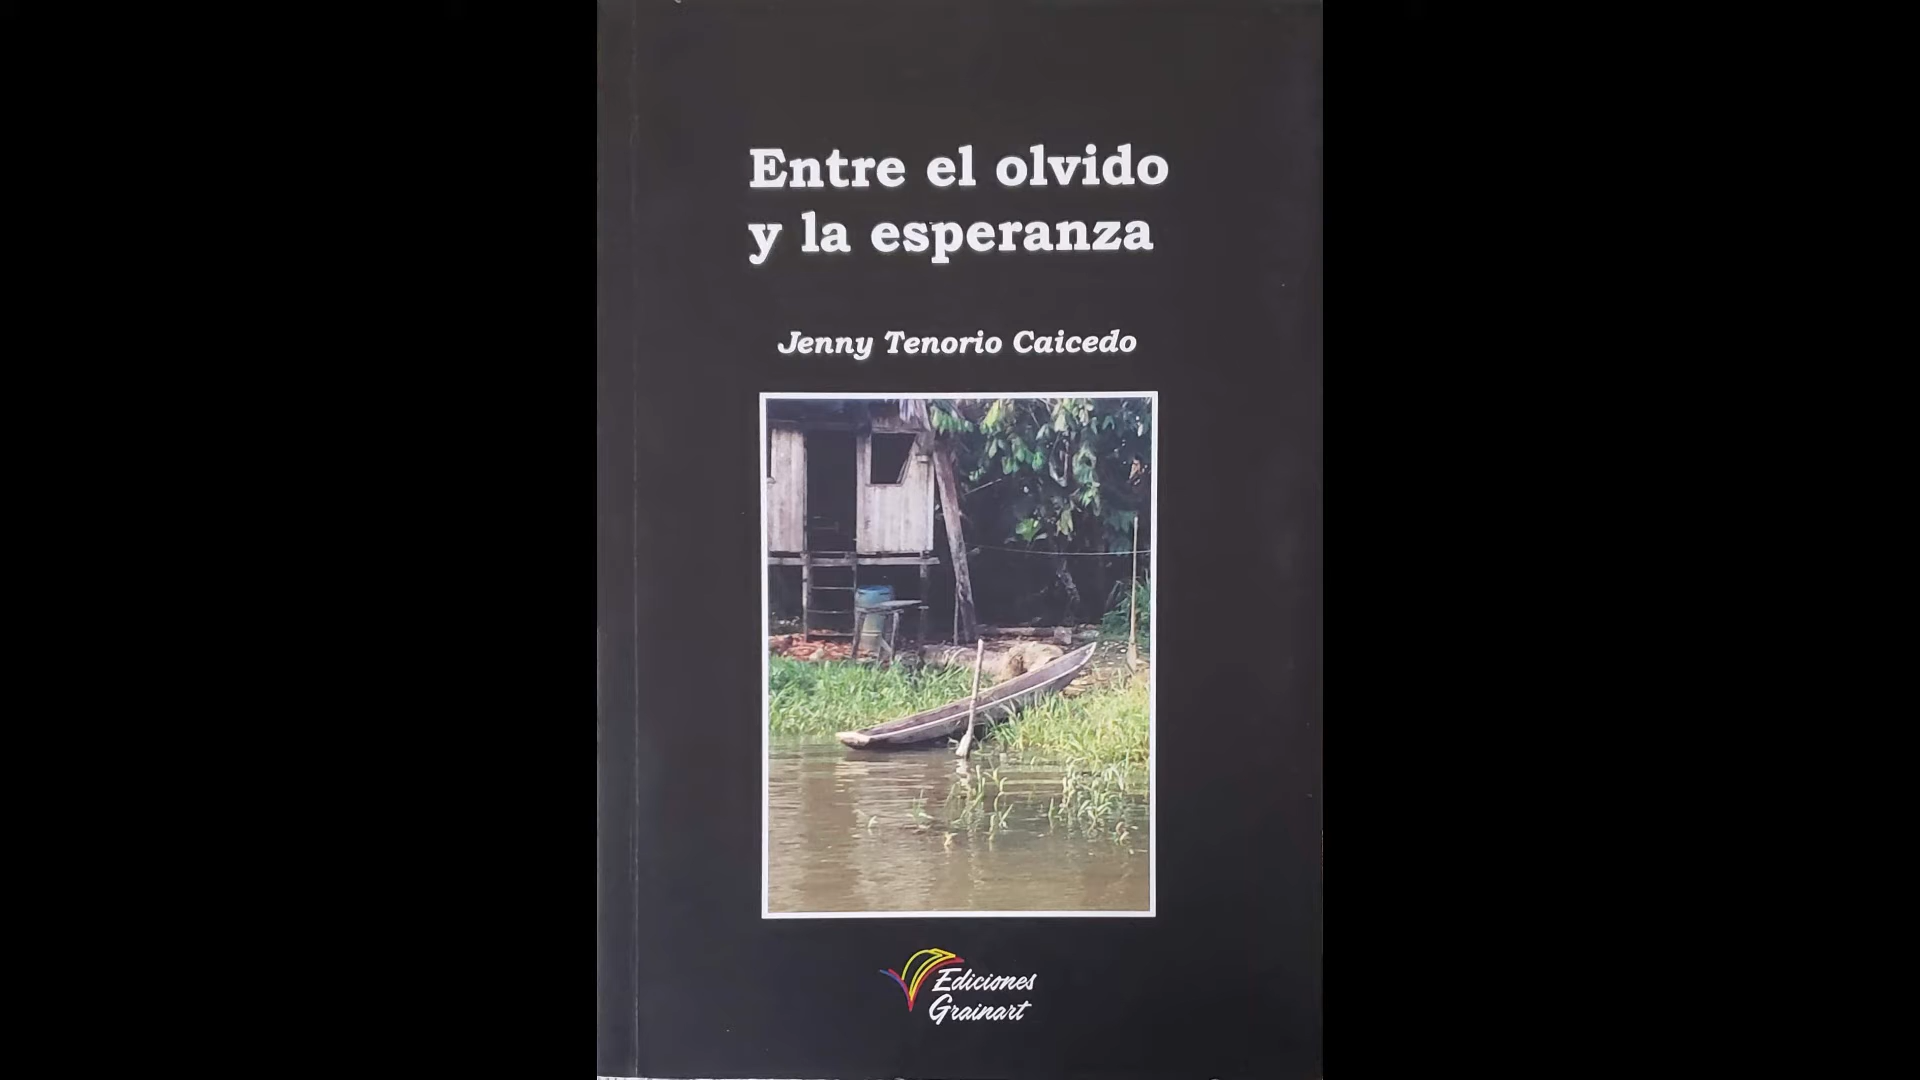 Entre el olvido
y la esperanza
Jenny Tenorio Caicedo
Ediciones
Grainart